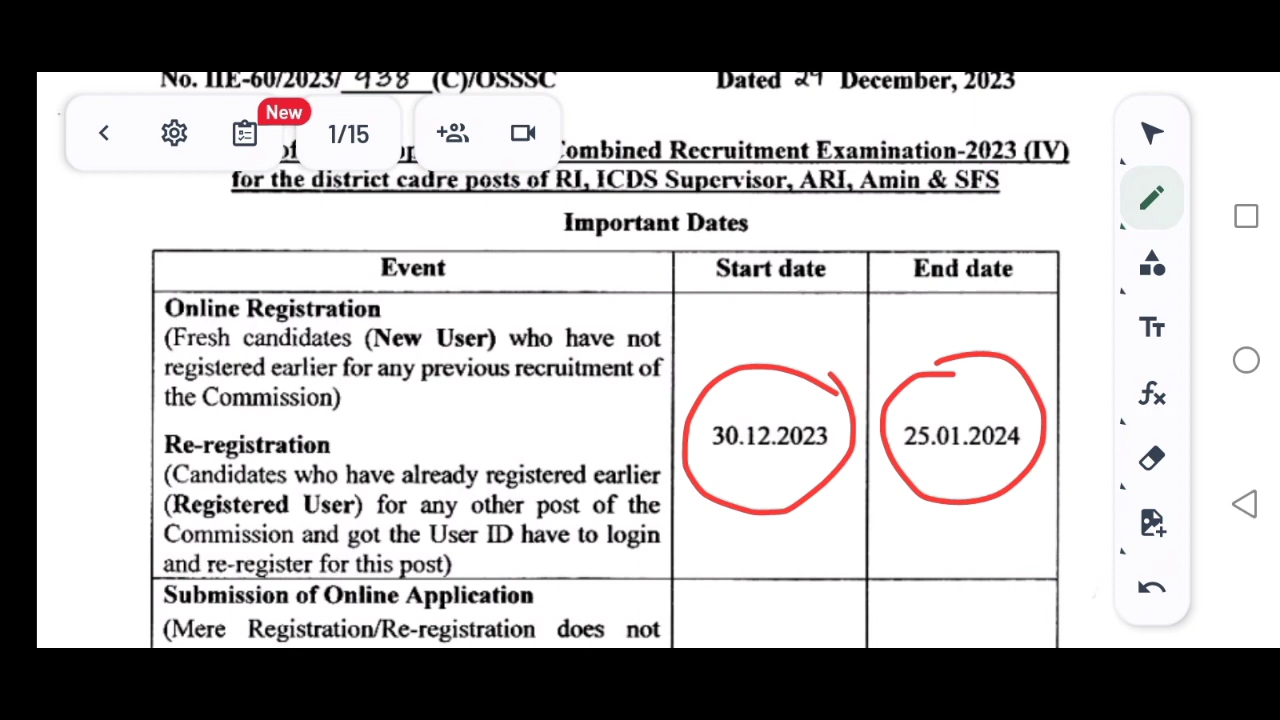 No. IIE-60/2023/ 938 (C)/OSSSC
Dated 29 December, 2023
New
1/15
Combined Recruitment Examination-2023 (IV)
for the district cadre posts of RI, ICDS Supervisor, ARI, Amin & SFS
Important Dates
Event
Start date
End date
Online Registration
(Fresh candidates (New User) who have not
registered earlier for any previous recruitment of
the Commission)
Re-registration
(Candidates who have already registered earlier
(Registered User) for any other post of the
Commission and got the User ID have to login
and re-register for this post)
30.12.2023
25.01.2024
Submission of Online Application
(Mere Registration/Re-registration does not
Tт
fx